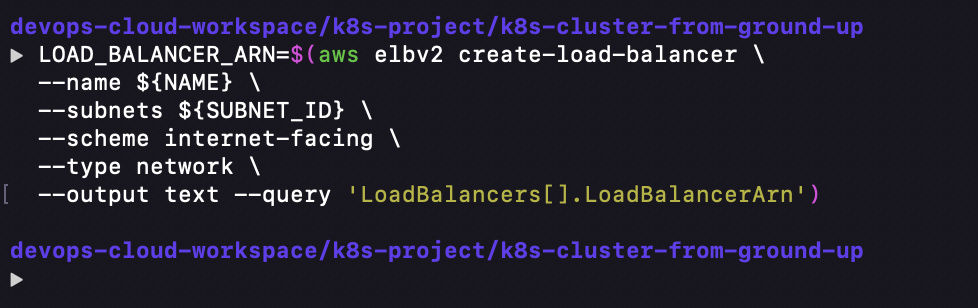 devops-cloud-workspace/k8s-project/k8s-cluster-from-ground-up
▶ LOAD_BALANCER_ARN=$(aws elbv2 create-load-balancer \
--name ${NAME} \
--subnets ${SUBNET_ID} \
--scheme internet-facing \
--type network \
[ --output text --query 'LoadBalancers[].LoadBalancerArn')
devops-cloud-workspace/k8s-project/k8s-cluster-from-ground-up
▶